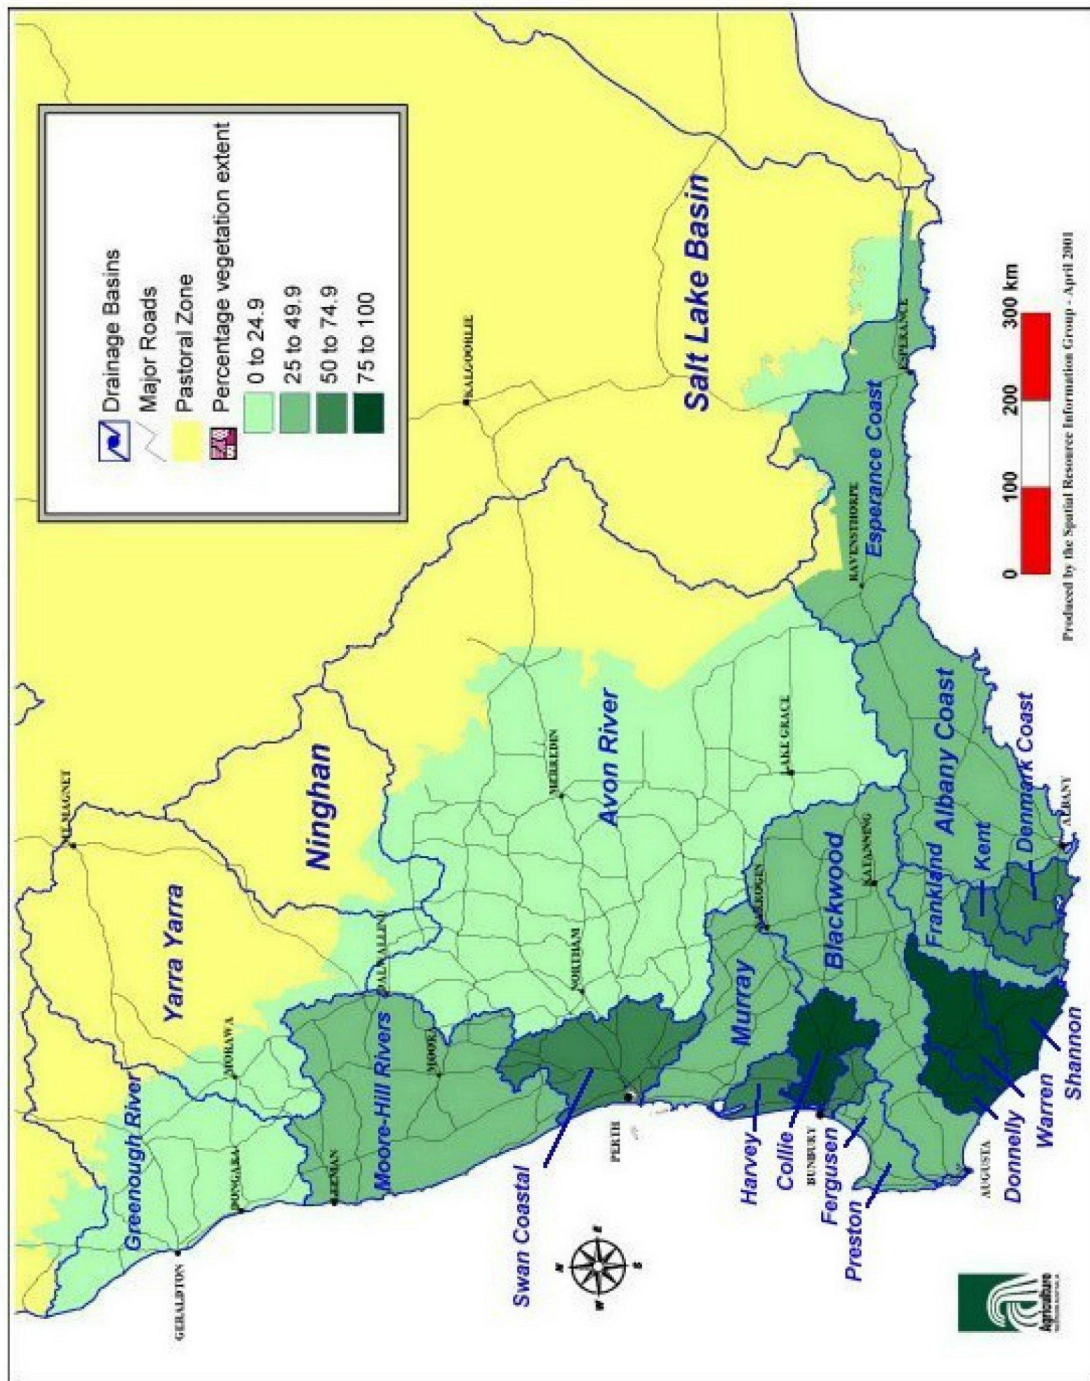 Drainage Basins
Major Roads
Pastoral Zone
Percentage vegetation extent
0 to 24.9
25 to 49.9
50 to 74.9
75 to 100
MT MAGNET
Yarra Yarra
Ninghan
KALGOORLIE
Greenough River
MORAWA
GERALDTON
DONGARA
DALWALLINU
LEEMAN
Moore-Hill Rivers
MOORA
Salt Lake Basin
MERREDIN
Avon River
NORTHAM
Swan Coastal
PERTH
LAKE GRACE
NARROGIN
Murray
Harvey
Collie
BUNBURY
Blackwood
KATANNING
RAVENSTHORPE
Esperance Coast
ESPERANCE
Fergusen
Preston
AUGUSTA
Donnelly
Warren
Shannon
Frankland
Albany Coast
Kent
Denmark Coast
ALBANY
N
E
S
W
0 100 200 300 km
Produced by the Spatial Resource Information Group - April 2001
Agriculture